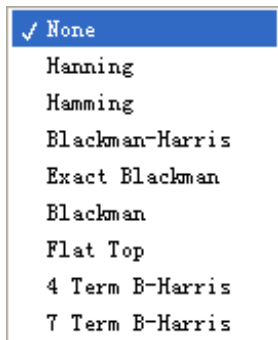 ✓ None
Hanning
Hamming
Blackman-Harris
Exact Blackman
Blackman
Flat Top
4 Term B-Harris
7 Term B-Harris